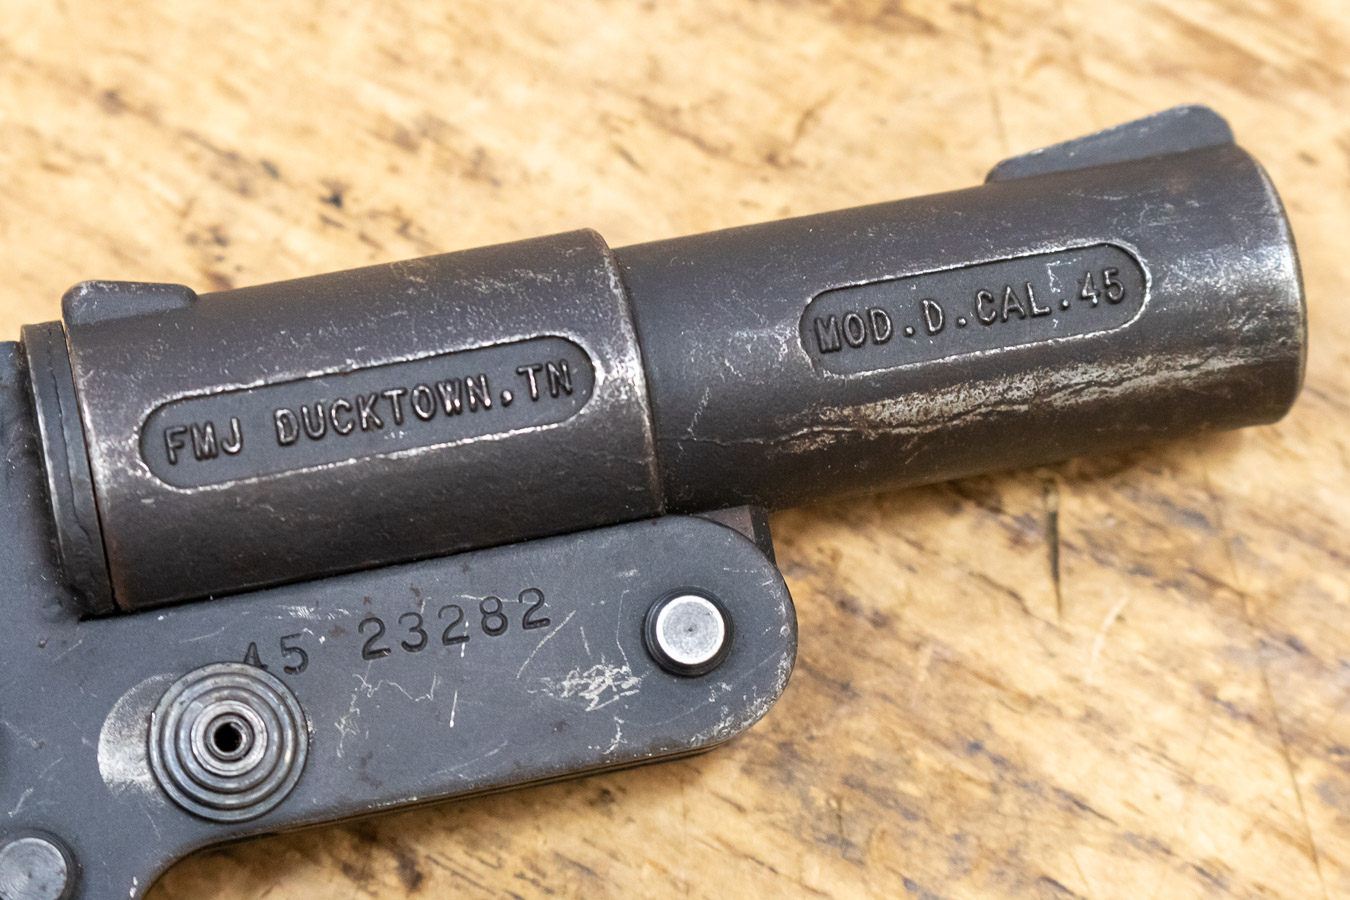 FMJ DUCKTOWN.TN
MOD.D.CAL.45
45 23282